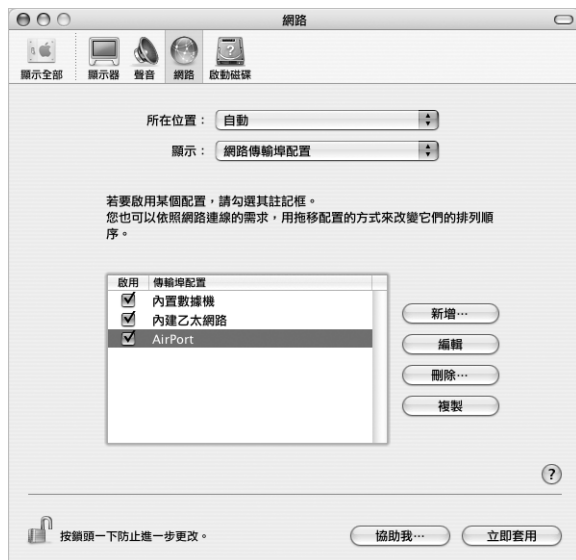 網路
顯示全部
顯示器
聲音
網路
啟動磁碟
所在位置：
自動
顯示：
網路傳輸埠配置
若要啟用某個配置，請勾選其註記框。
您也可以依照網路連線的需求，用拖移配置的方式來改變它們的排列順
序。
啟用 傳輸埠配置
內置數據機
內建乙太網路
AirPort
新增…
編輯
刪除…
複製
?
按鎖頭一下防止進一步更改。
協助我…
立即套用